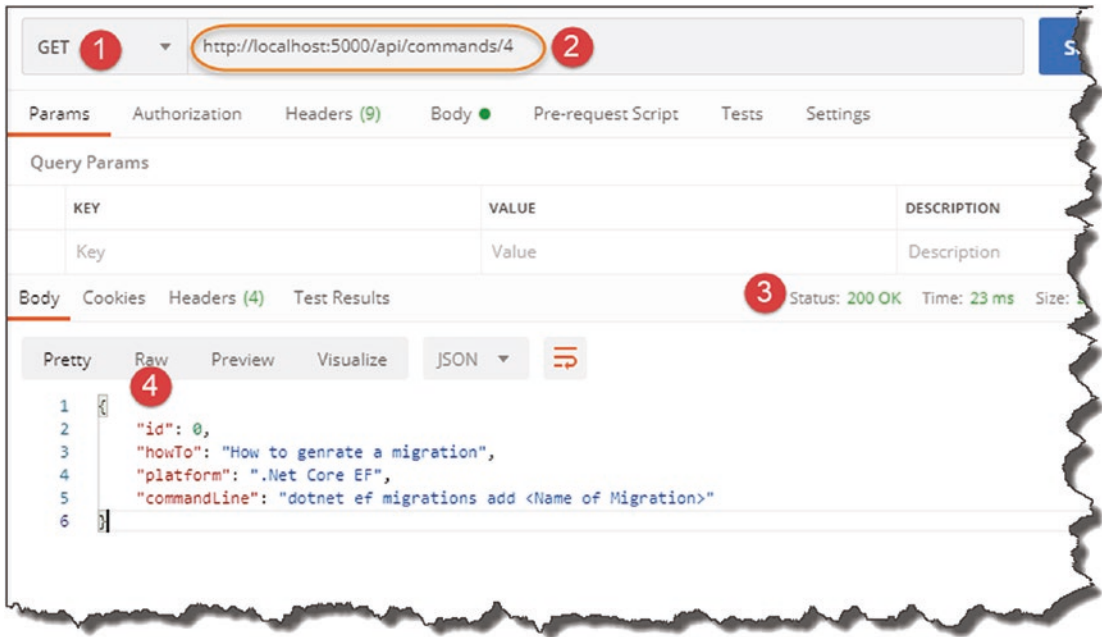 GET 1 http://localhost:5000/api/commands/4 2
Params Authorization Headers (9) Body Pre-request Script Tests Settings
Query Params
KEY VALUE DESCRIPTION
Key Value Description
Body Cookies Headers (4) Test Results 3 Status: 200 OK Time: 23 ms Size:
Pretty Raw Preview Visualize JSON
4
1 {
2 "id": 0,
3 "howTo": "How to genrate a migration",
4 "platform": ".Net Core EF",
5 "commandLine": "dotnet ef migrations add <Name of Migration>"
6 }